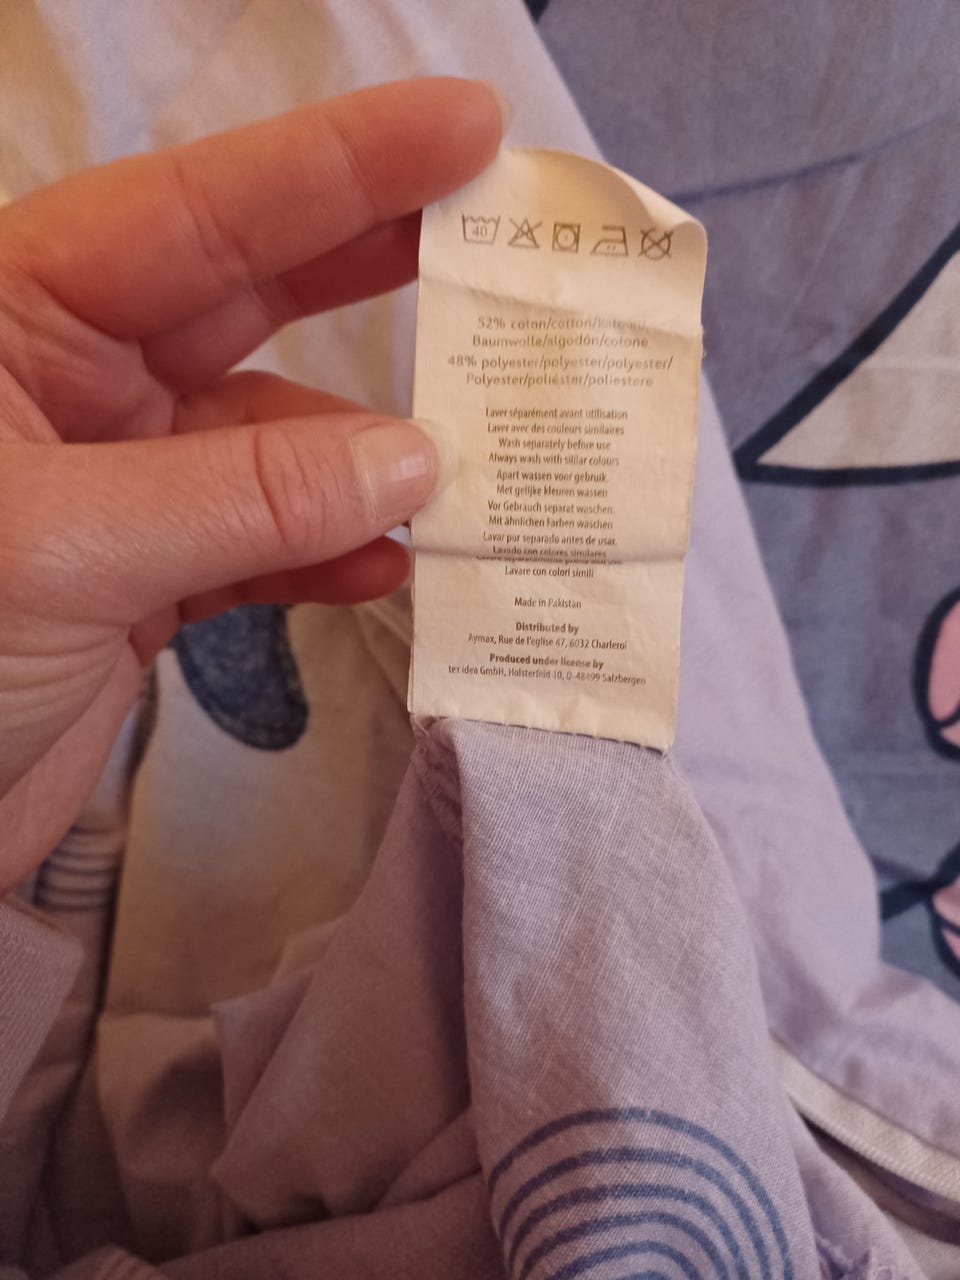 40
52% coton/cotton/katoen/
Baumwolle/algodón/cotone
48% polyester/polyester/polyester/
Polyester/poliéster/poliestere
Laver séparément avant utilisation
Laver avec des couleurs similaires
Wash separately before use
Always wash with sililar colours
Apart wassen voor gebruik.
Met gelijke kleuren wassen
Vor Gebrauch separat waschen.
Mit ähnlichen Farben waschen
Lavar por separado antes de usar.
Lavado con colores similares
Lavare separatamente prima
Lavare con colori simili
Made in Pakistan
Distributed by
Aymax, Rue de l'eglise 47, 6032 Charleroi
Produced under license by
tex idea GmbH, Holsterfeld 10, D-48499 Salzbergen